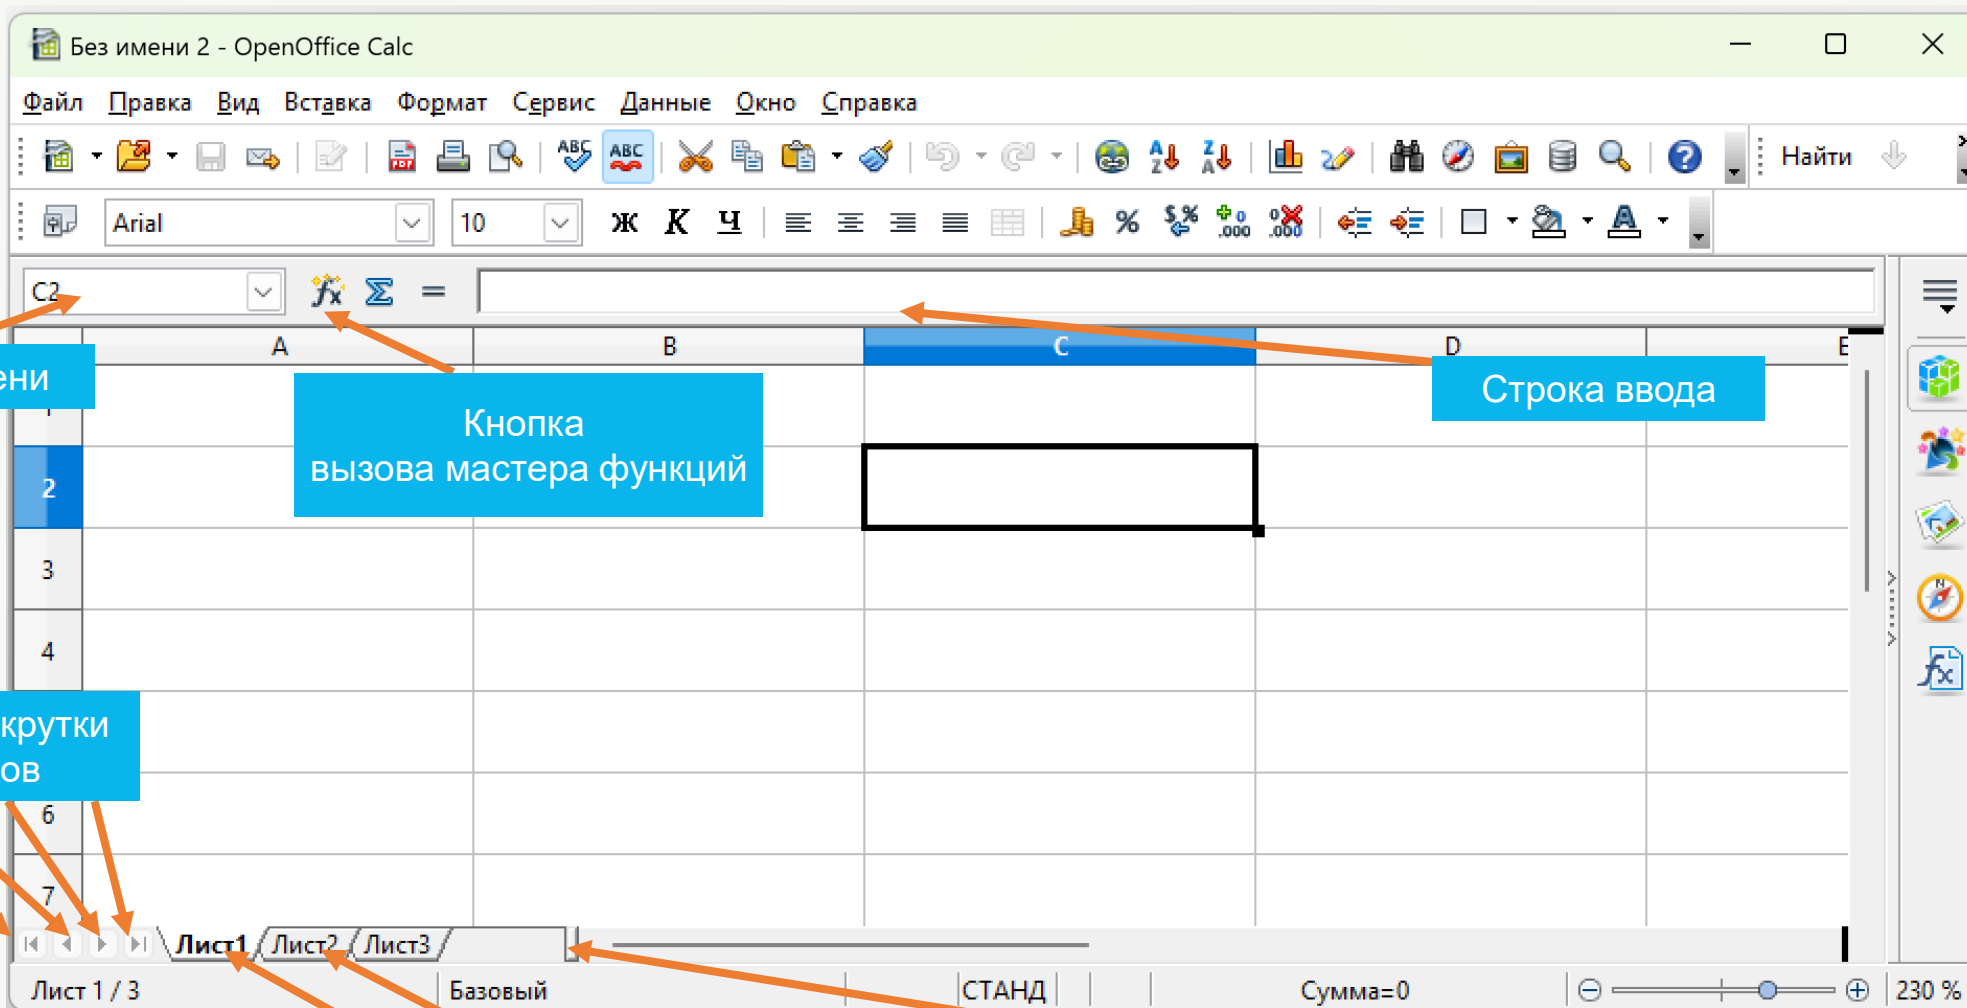 Без имени 2 - OpenOffice Calc
Файл Правка Вид Вставка Формат Сервис Данные Окно Справка
Найти
Arial 10 Ж К Ч %
C2 =
A B C D E
ени
Кнопка
вызова мастера функций
Строка ввода
1
2
3
4
крутки
ов
6
7
Лист1 Лист2 Лист3
Лист 1 / 3 Базовый СТАНД Сумма=0 230 %